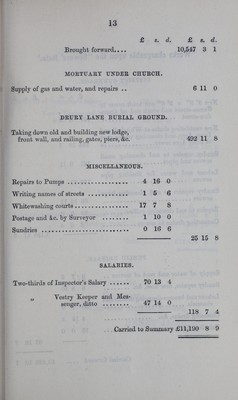 13
£ s. d. £ s. d.
Brought forward.... 10,547 3 1
MORTUARY UNDER CHURCH.
Supply of gas and water, and repairs .. 6 11 0
DRURY LANE BURIAL GROUND.
Taking down old and building new lodge,
front wall, and railing, gates, piers, &c. 492 11 8
MISCELLANEOUS.
Repairs to Pumps 4 16 0
Writing names of streets 1 5 6
Whitewashing courts 17 7 8
Postage and &c. by Surveyor 1 10 0
Sundries 0 16 6
25 15 8
SALARIES.
Two-thirds of Inspector's Salary 70 13 4
„ Vestry Keeper and Mes-
senger, ditto 47 14 0
118 7 4
Carried to Summary £11,190 8 9